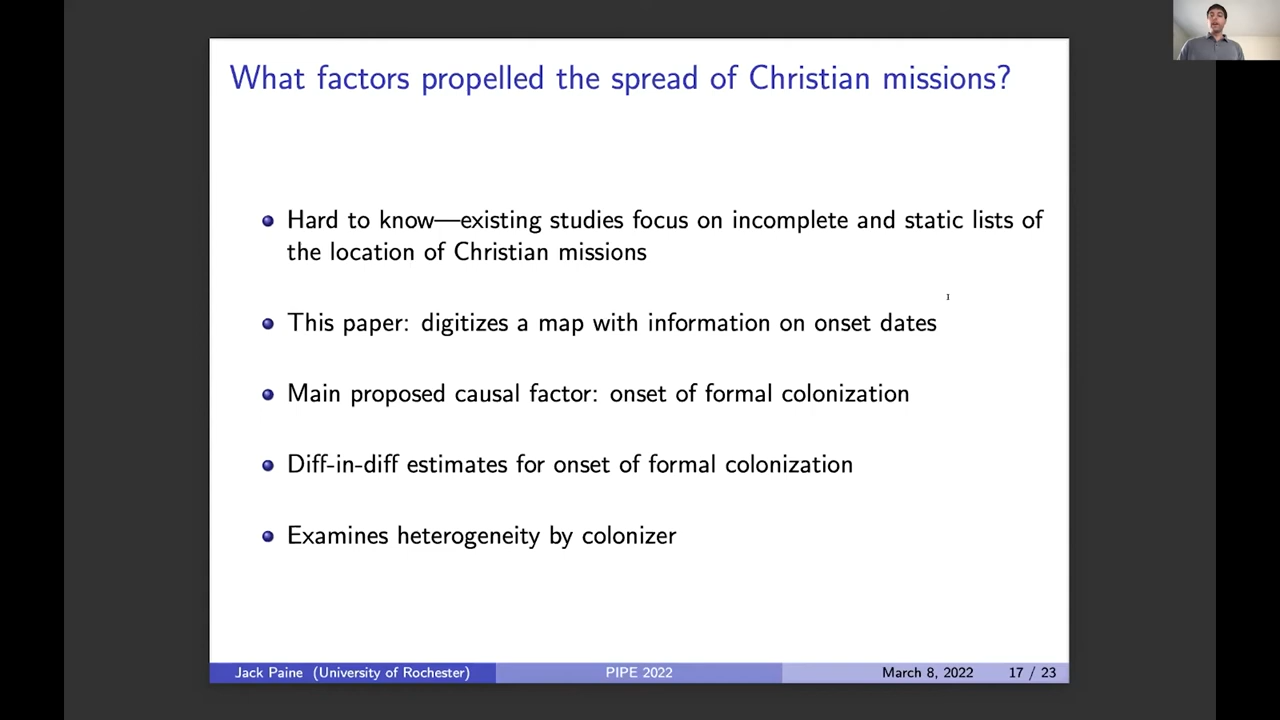 What factors propelled the spread of Christian missions?
Hard to know—existing studies focus on incomplete and static lists of
the location of Christian missions
This paper: digitizes a map with information on onset dates
Main proposed causal factor: onset of formal colonization
Diff-in-diff estimates for onset of formal colonization
Examines heterogeneity by colonizer
Jack Paine (University of Rochester) PIPE 2022 March 8, 2022 17 / 23